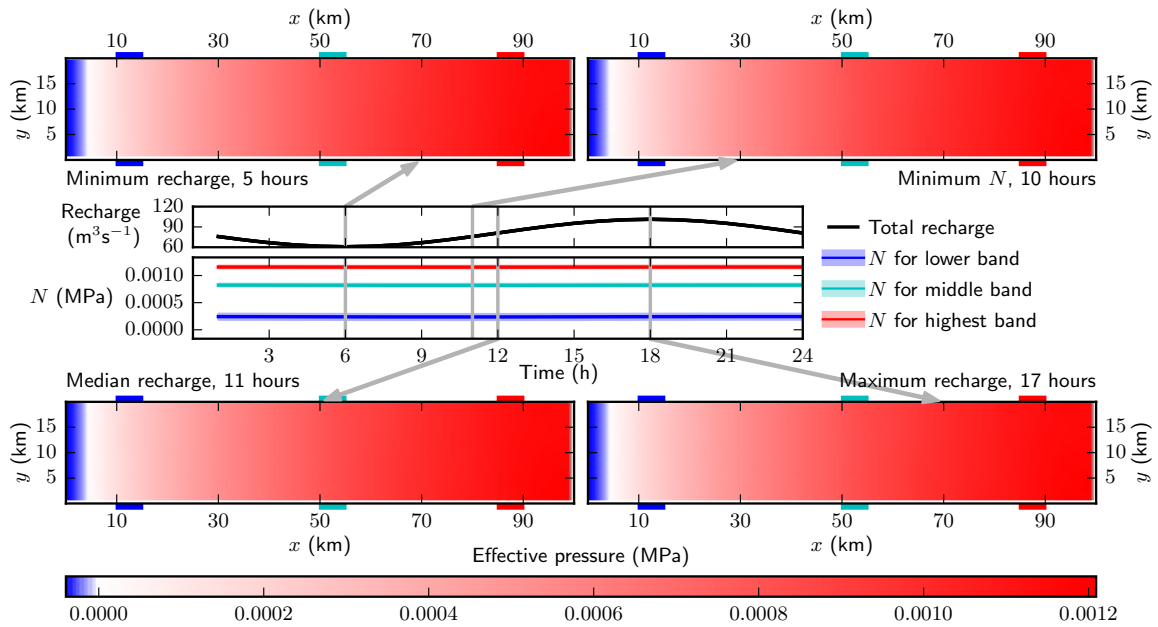 x (km) x (km)
10 30 50 70 90 10 30 50 70 90
y (km) 15 10 5 15 10 5 y (km)
Minimum recharge, 5 hours Minimum N, 10 hours
Recharge (m³s⁻¹) 120 60
N (MPa) 0.0010 0.0005 0.0000
3 6 9 12 15 18 21 24
Time (h)
Total recharge
N for lower band
N for middle band
N for highest band
Median recharge, 11 hours Maximum recharge, 17 hours
y (km) 15 10 5 15 10 5 y (km)
10 30 50 70 90 10 30 50 70 90
x (km) x (km)
Effective pressure (MPa)
0.0000 0.0002 0.0004 0.0006 0.0008 0.0010 0.0012